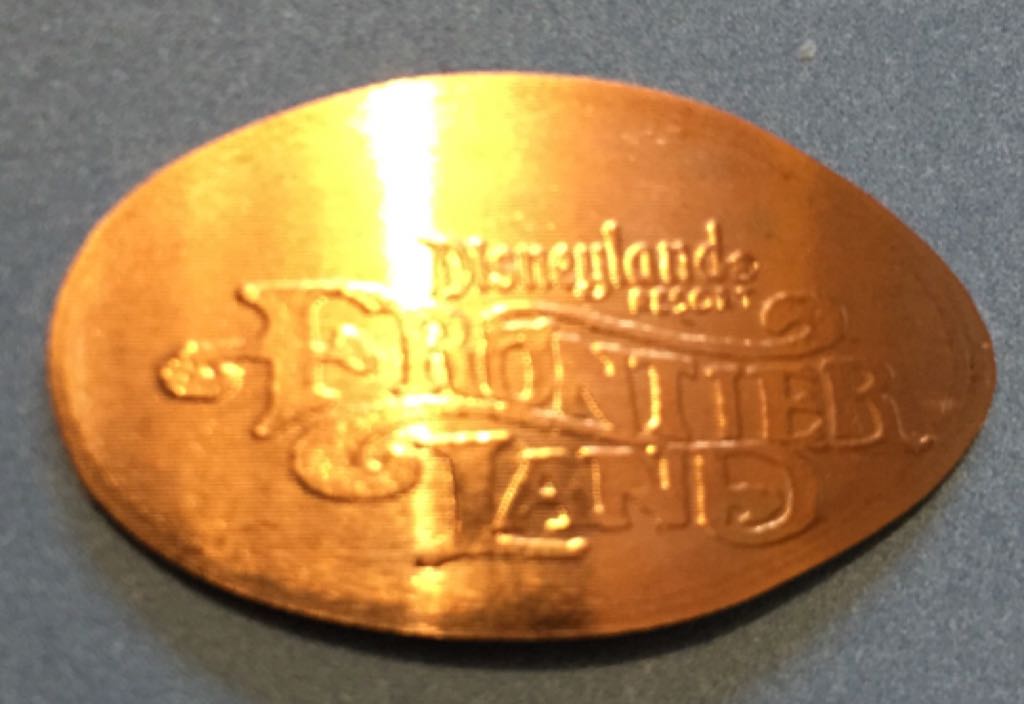 Disneyland
RESORT
FRONTIER
LAND